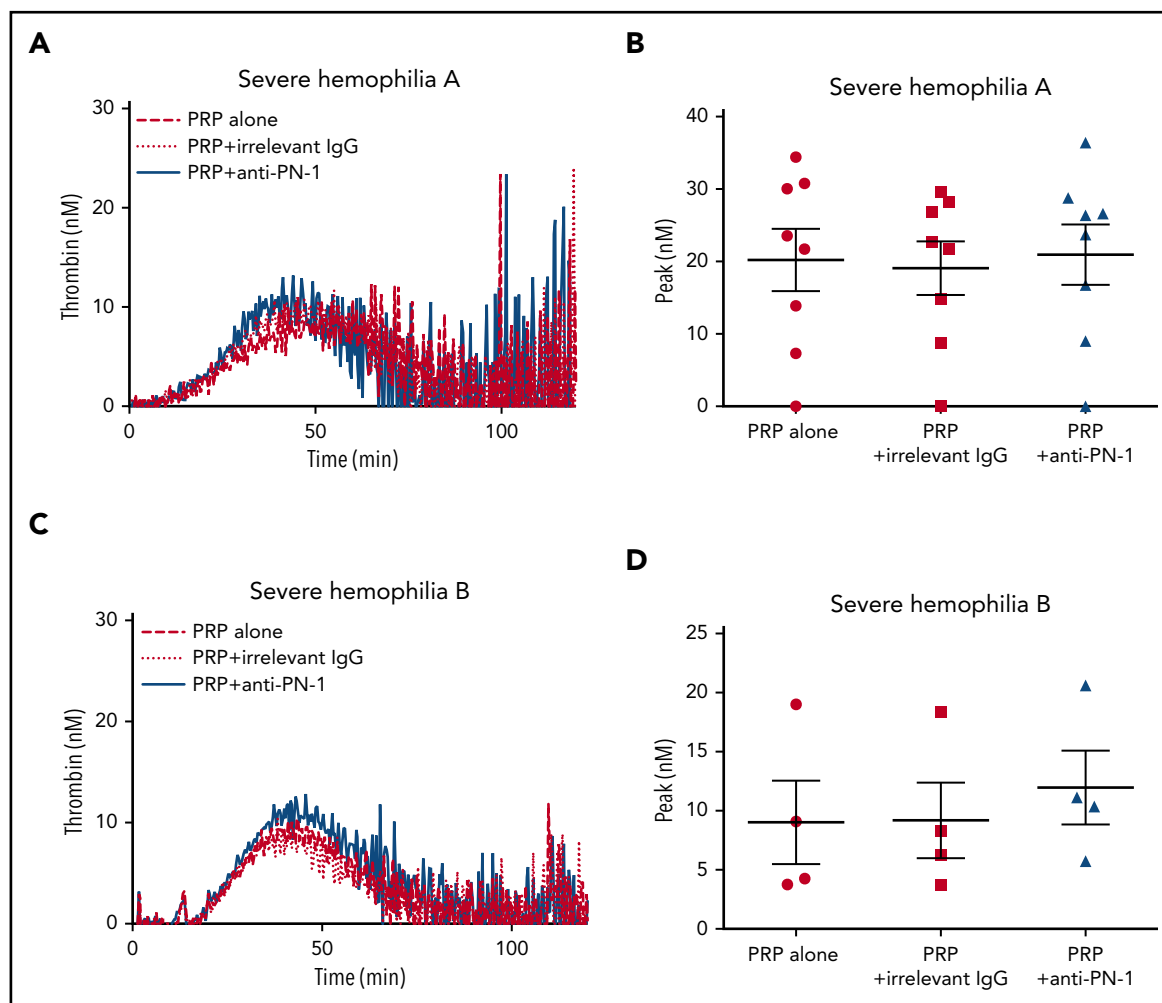 A
Severe hemophilia A
30
20
10
0
Thrombin (nM)
PRP alone
PRP+irrelevant IgG
PRP+anti-PN-1
0 50 100
Time (min)
B
Severe hemophilia A
40
30
20
10
0
Peak (nM)
PRP alone PRP PRP
+irrelevant IgG +anti-PN-1
C
Severe hemophilia B
30
20
10
0
Thrombin (nM)
PRP alone
PRP+irrelevant IgG
PRP+anti-PN-1
0 50 100
Time (min)
D
Severe hemophilia B
25
20
15
10
5
0
Peak (nM)
PRP alone PRP PRP
+irrelevant IgG +anti-PN-1